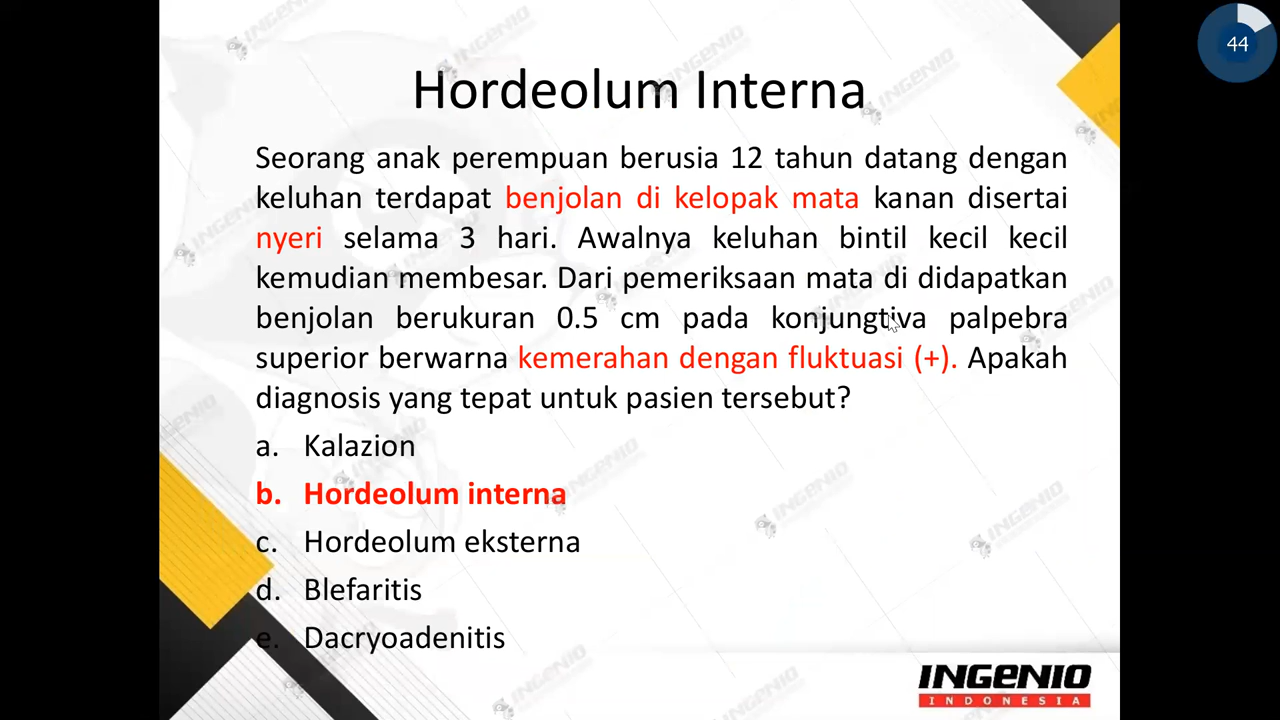 44
Hordeolum Interna
Seorang anak perempuan berusia 12 tahun datang dengan
keluhan terdapat benjolan di kelopak mata kanan disertai
nyeri selama 3 hari. Awalnya keluhan bintil kecil kecil
kemudian membesar. Dari pemeriksaan mata di didapatkan
benjolan berukuran 0.5 cm pada konjungtiva palpebra
superior berwarna kemerahan dengan fluktuasi (+). Apakah
diagnosis yang tepat untuk pasien tersebut?
a. Kalazion
b. Hordeolum interna
c. Hordeolum eksterna
d. Blefaritis
e. Dacryoadenitis
INGENIO
INDONESIA